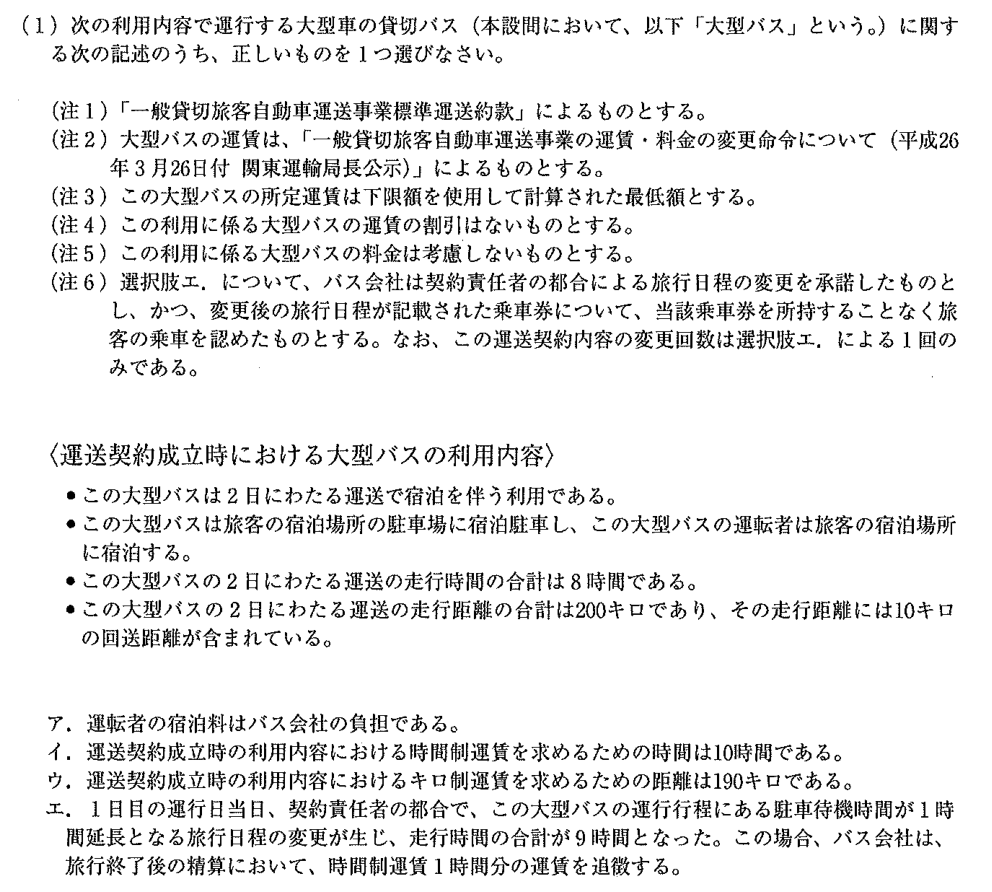 (1) 次の利用内容で運行する大型車の貸切バス（本設問において、以下「大型バス」という。）に関す
る次の記述のうち、正しいものを1つ選びなさい。
(注1)「一般貸切旅客自動車運送事業標準運送約款」によるものとする。
(注2) 大型バスの運賃は、「一般貸切旅客自動車運送事業の運賃・料金の変更命令について（平成26
年3月26日付 関東運輸局長公示）」によるものとする。
(注3) この大型バスの所定運賃は下限額を使用して計算された最低額とする。
(注4) この利用に係る大型バスの運賃の割引はないものとする。
(注5) この利用に係る大型バスの料金は考慮しないものとする。
(注6) 選択肢エ．について、バス会社は契約責任者の都合による旅行日程の変更を承諾したものと
し、かつ、変更後の旅行日程が記載された乗車券について、当該乗車券を所持することなく旅
客の乗車を認めたものとする。なお、この運送契約内容の変更回数は選択肢エ．による1回の
みである。
〈運送契約成立時における大型バスの利用内容〉
●この大型バスは2日にわたる運送で宿泊を伴う利用である。
●この大型バスは旅客の宿泊場所の駐車場に宿泊駐車し、この大型バスの運転者は旅客の宿泊場所
に宿泊する。
●この大型バスの2日にわたる運送の走行時間の合計は8時間である。
●この大型バスの2日にわたる運送の走行距離の合計は200キロであり、その走行距離には10キロ
の回送距離が含まれている。
ア．運転者の宿泊料はバス会社の負担である。
イ．運送契約成立時の利用内容における時間制運賃を求めるための時間は10時間である。
ウ．運送契約成立時の利用内容におけるキロ制運賃を求めるための距離は190キロである。
エ．1日目の運行日当日、契約責任者の都合で、この大型バスの運行行程にある駐車待機時間が1時
間延長となる旅行日程の変更が生じ、走行時間の合計が9時間となった。この場合、バス会社は、
旅行終了後の精算において、時間制運賃1時間分の運賃を追徴する。